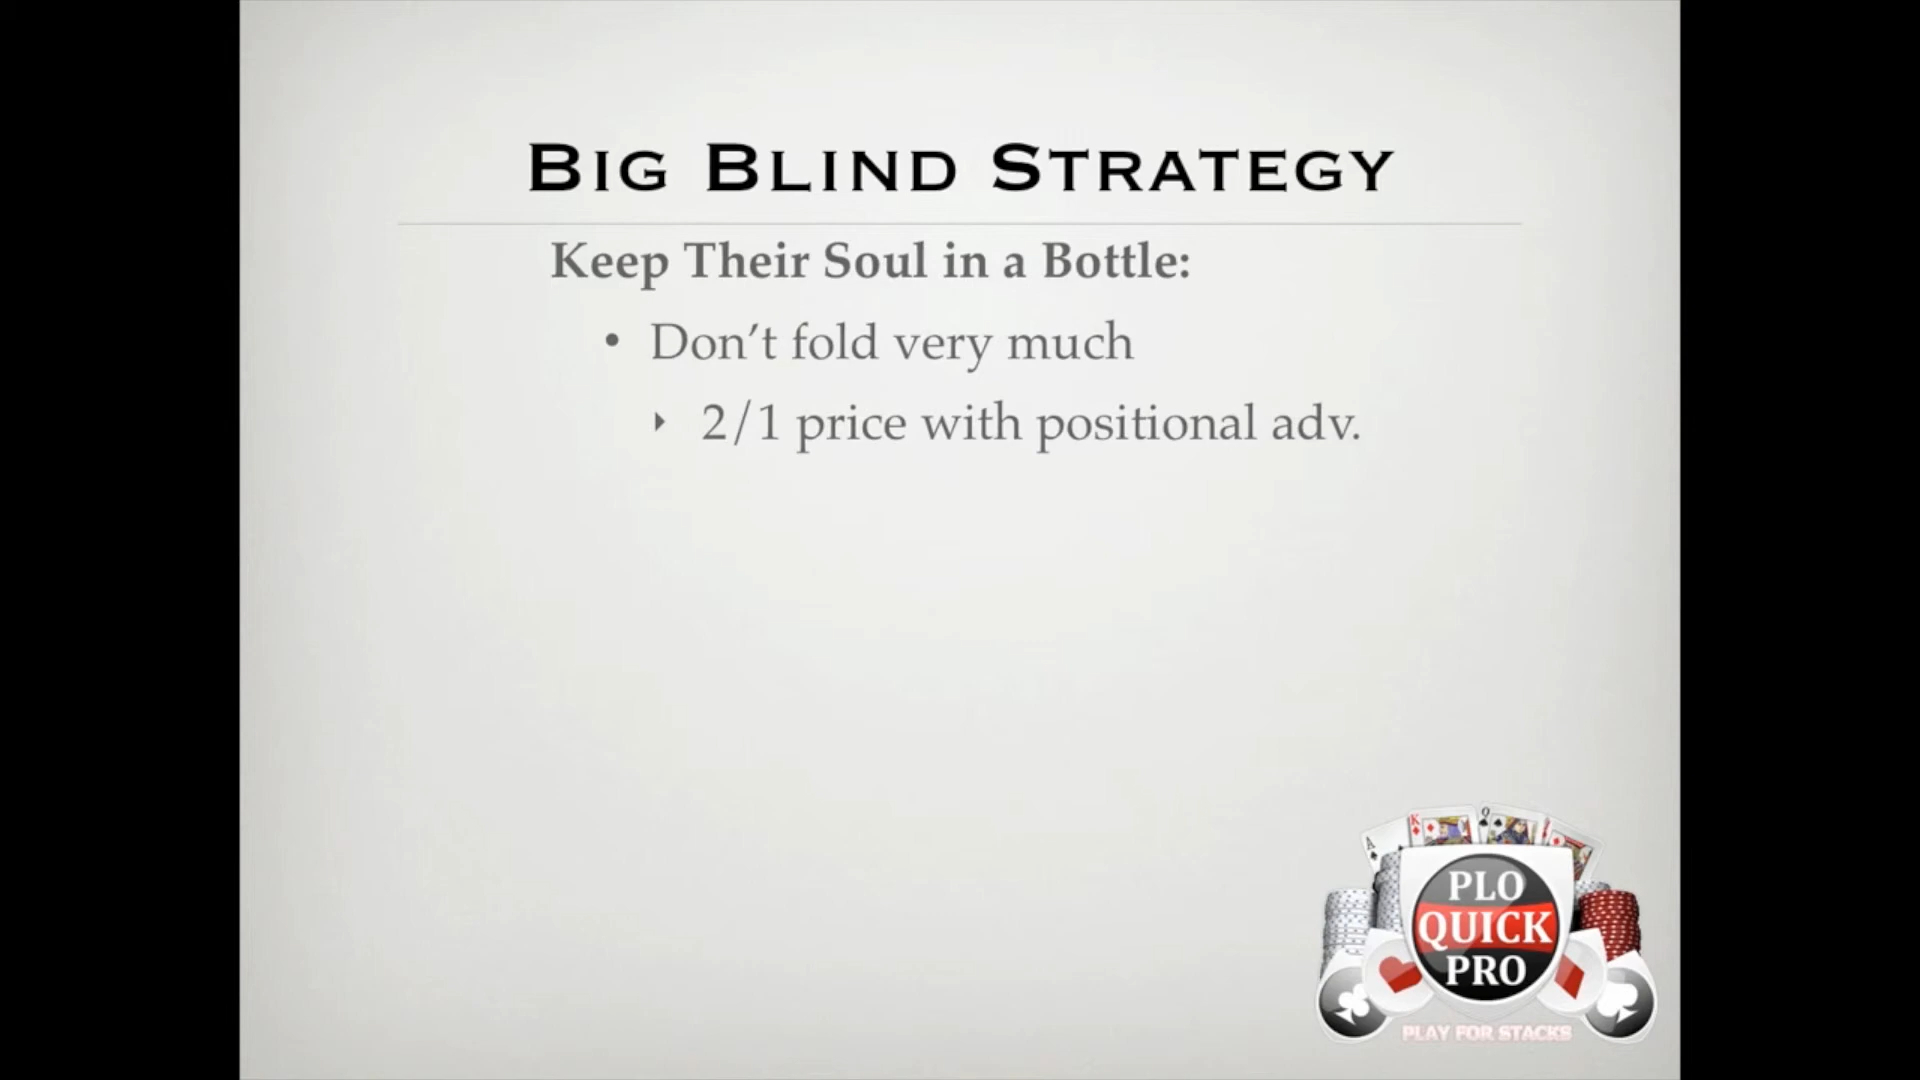 BIG BLIND STRATEGY
Keep Their Soul in a Bottle:
• Don't fold very much
‣ 2/1 price with positional adv.
K Q
A
PLO
QUICK
PRO
PLAY FOR STACKS